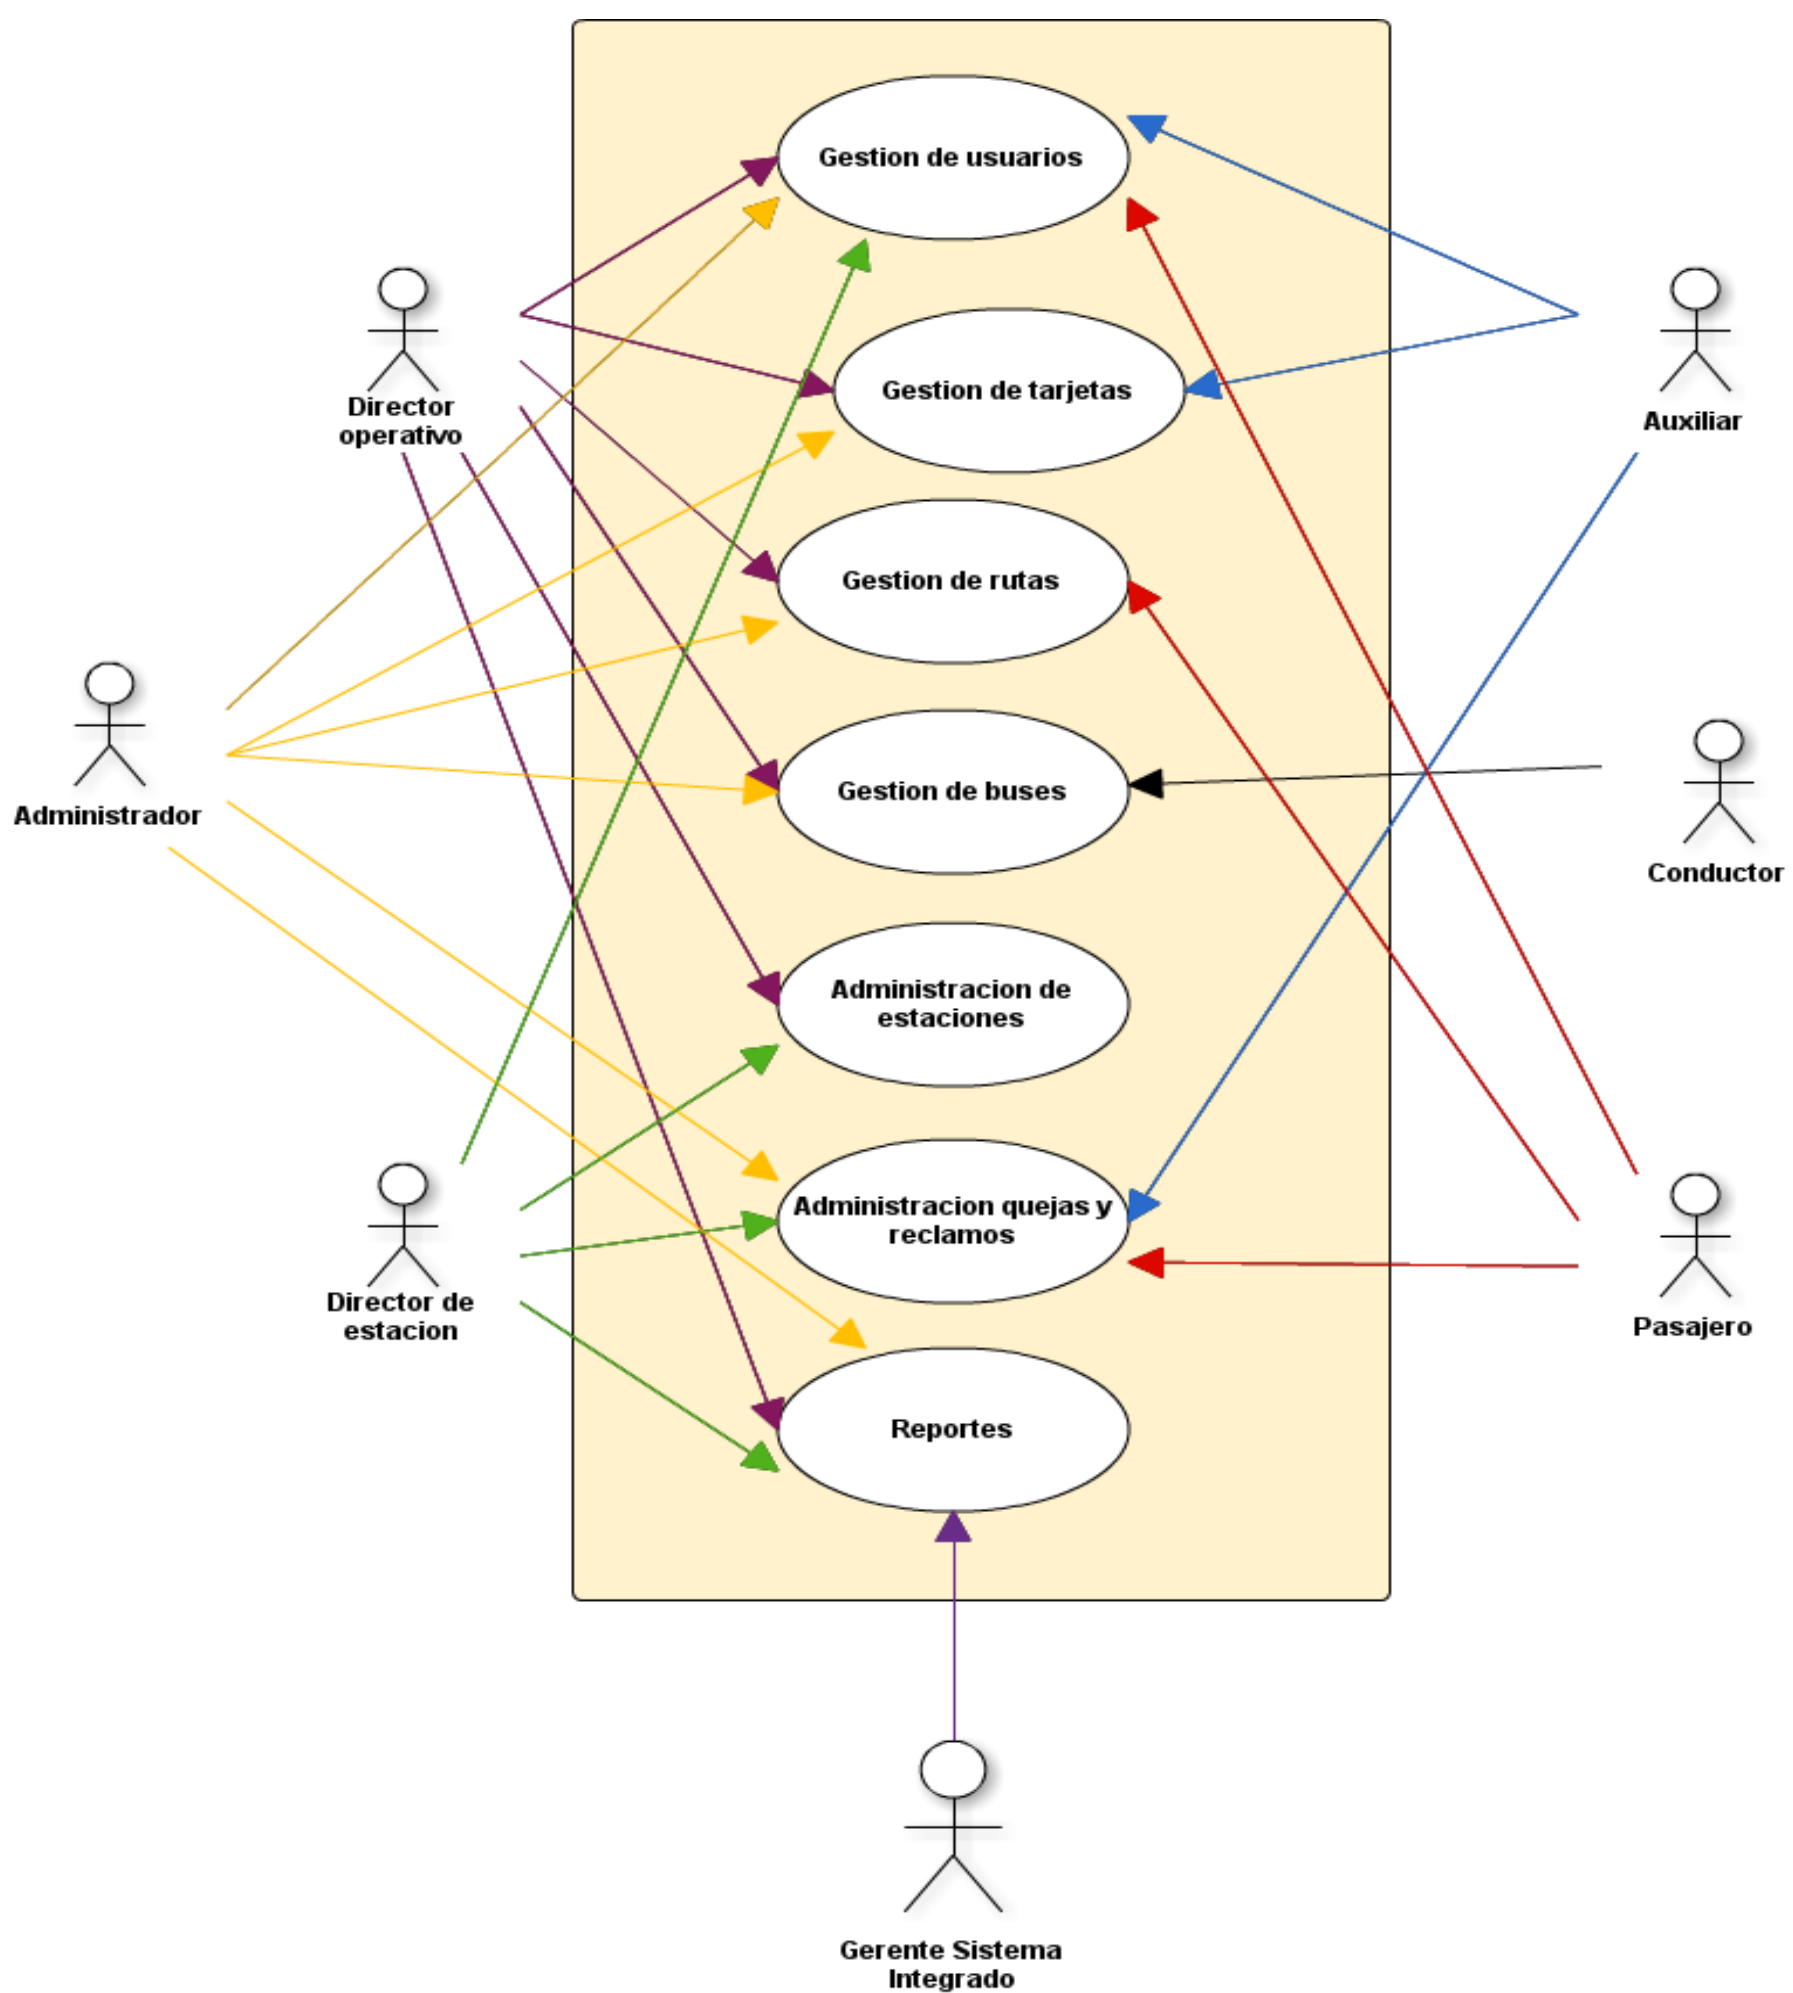 Gestion de usuarios
Gestion de tarjetas
Director
operativo
Auxiliar
Gestion de rutas
Gestion de buses
Administrador
Conductor
Administracion de
estaciones
Administracion quejas y
reclamos
Director de
estacion
Pasajero
Reportes
Gerente Sistema
Integrado